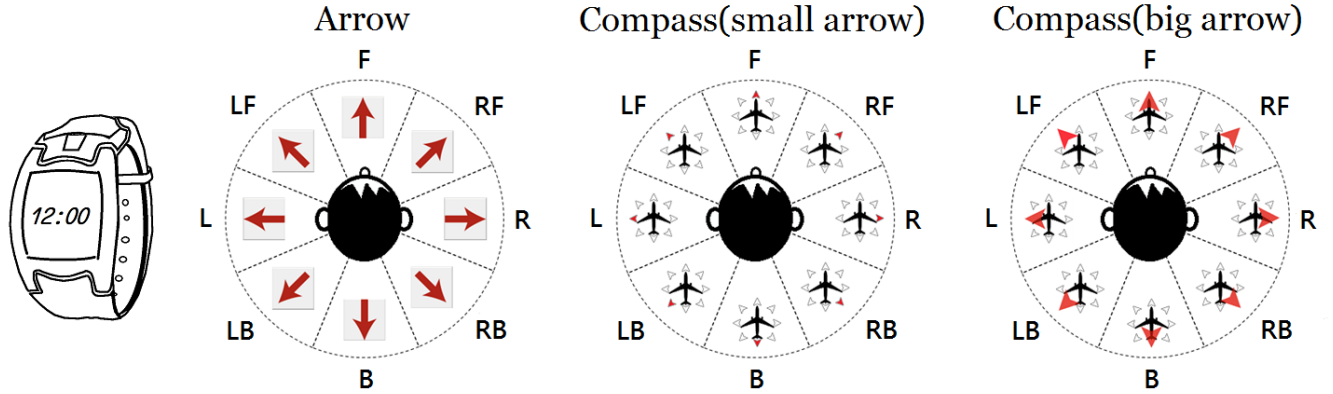 Arrow
Compass(small arrow)
Compass(big arrow)
F
F
F
LF
RF
LF
RF
LF
RF
12:00
L
R
L
R
L
R
LB
RB
LB
RB
LB
RB
B
B
B